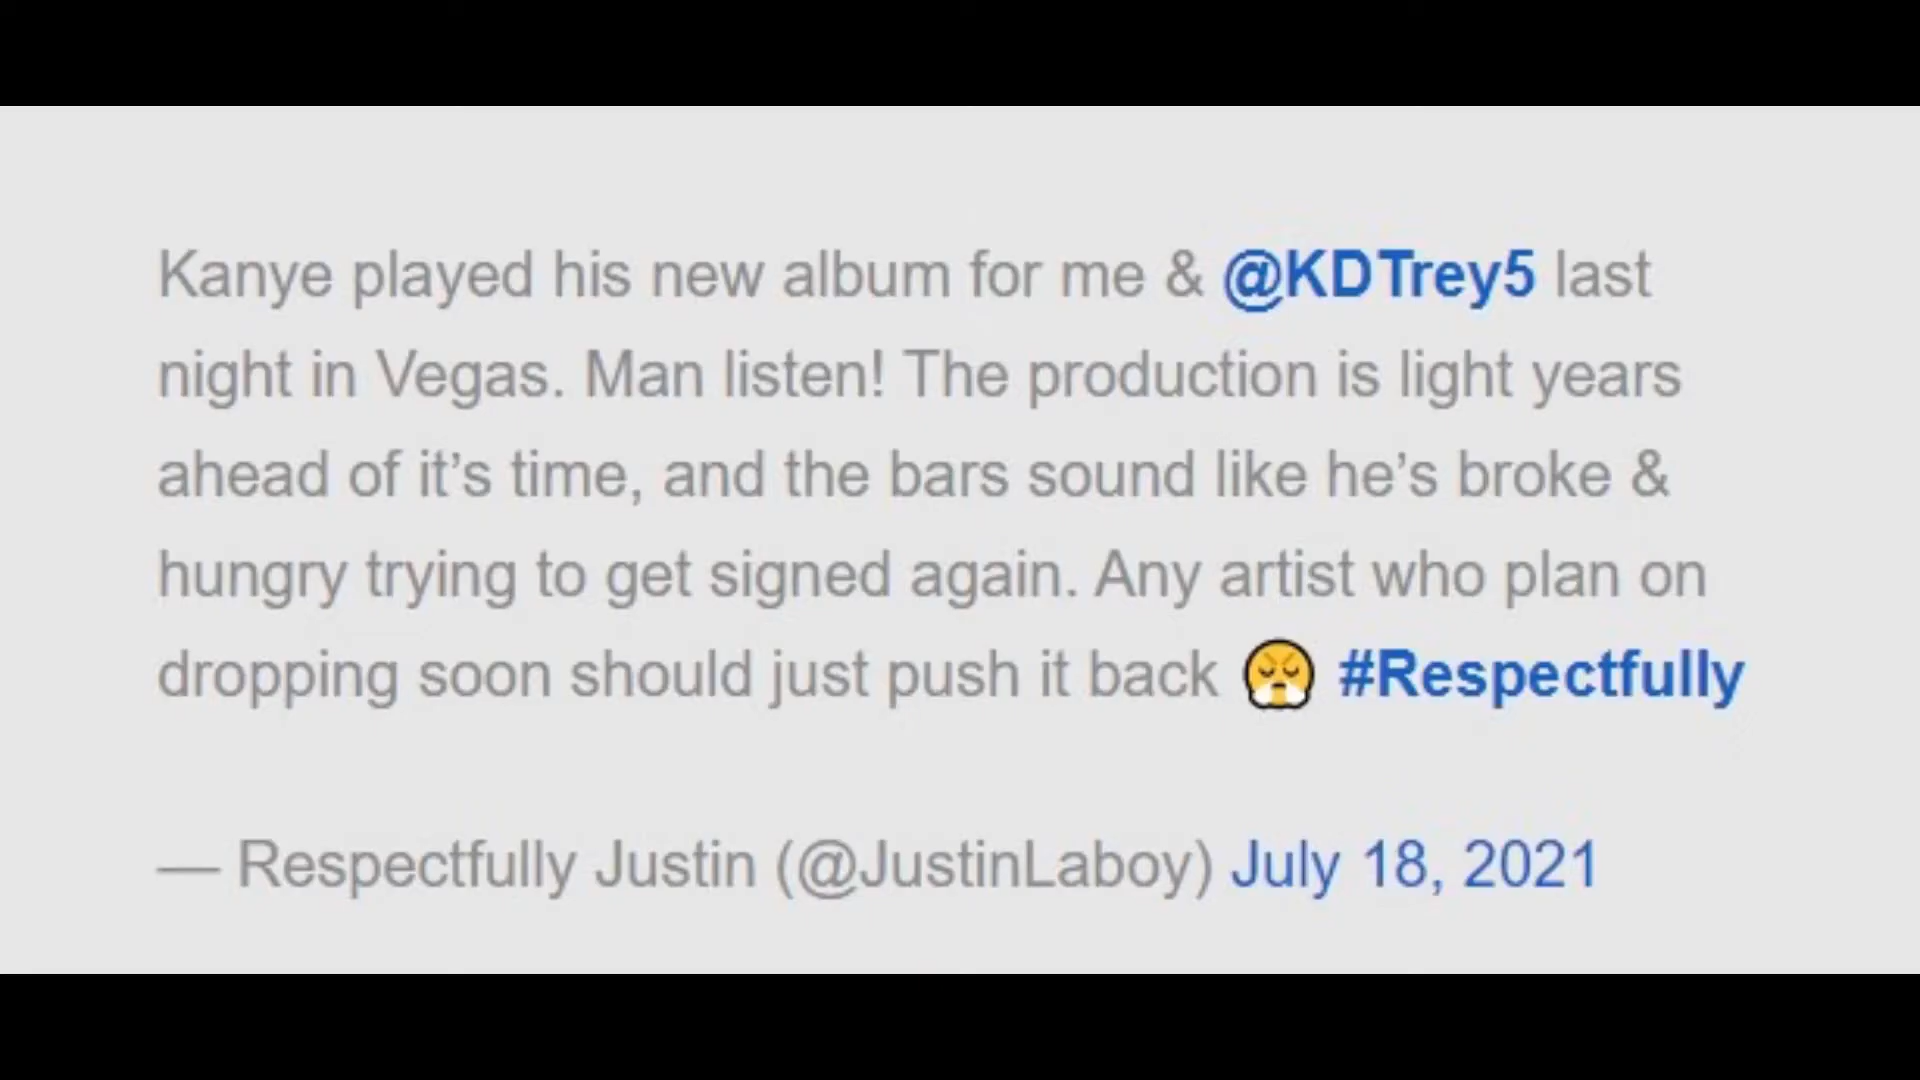 Kanye played his new album for me & @KDTrey5 last
night in Vegas. Man listen! The production is light years
ahead of it’s time, and the bars sound like he’s broke &
hungry trying to get signed again. Any artist who plan on
dropping soon should just push it back 😤 #Respectfully
— Respectfully Justin (@JustinLaboy) July 18, 2021